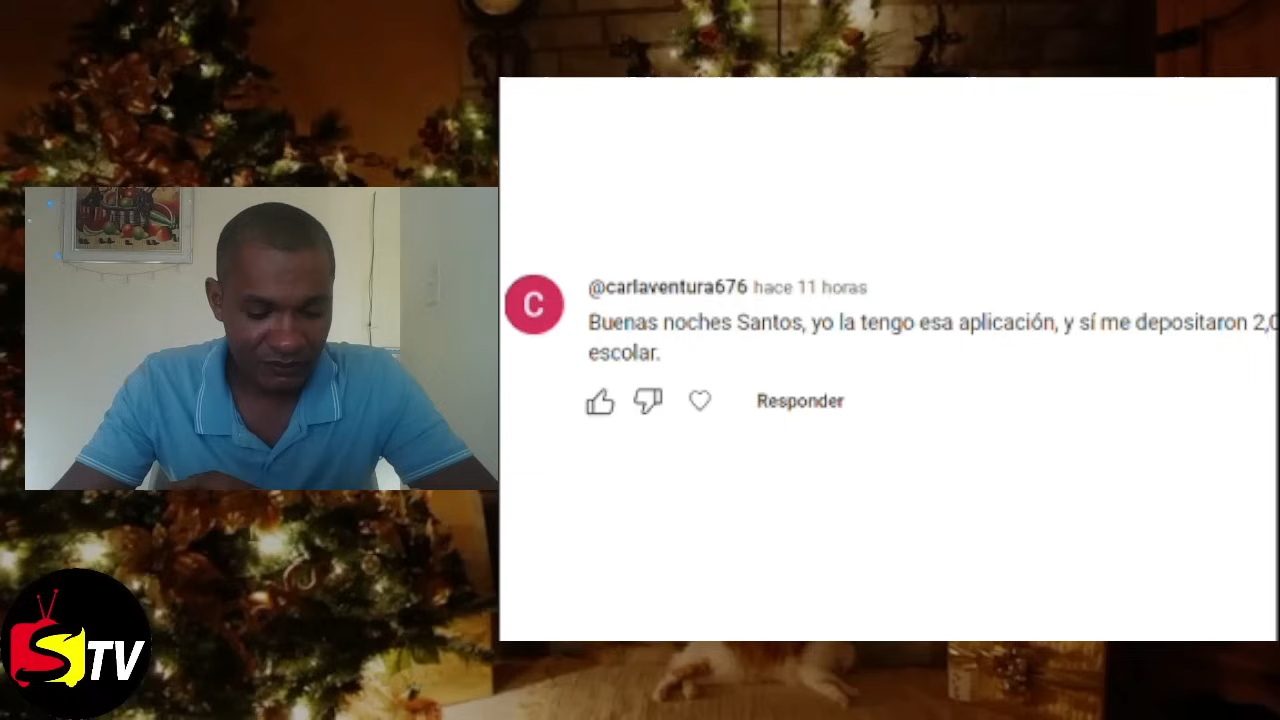 @carlaventura676 hace 11 horas
Buenas noches Santos, yo la tengo esa aplicación, y sí me depositaron
escolar.
Responder
C
STV